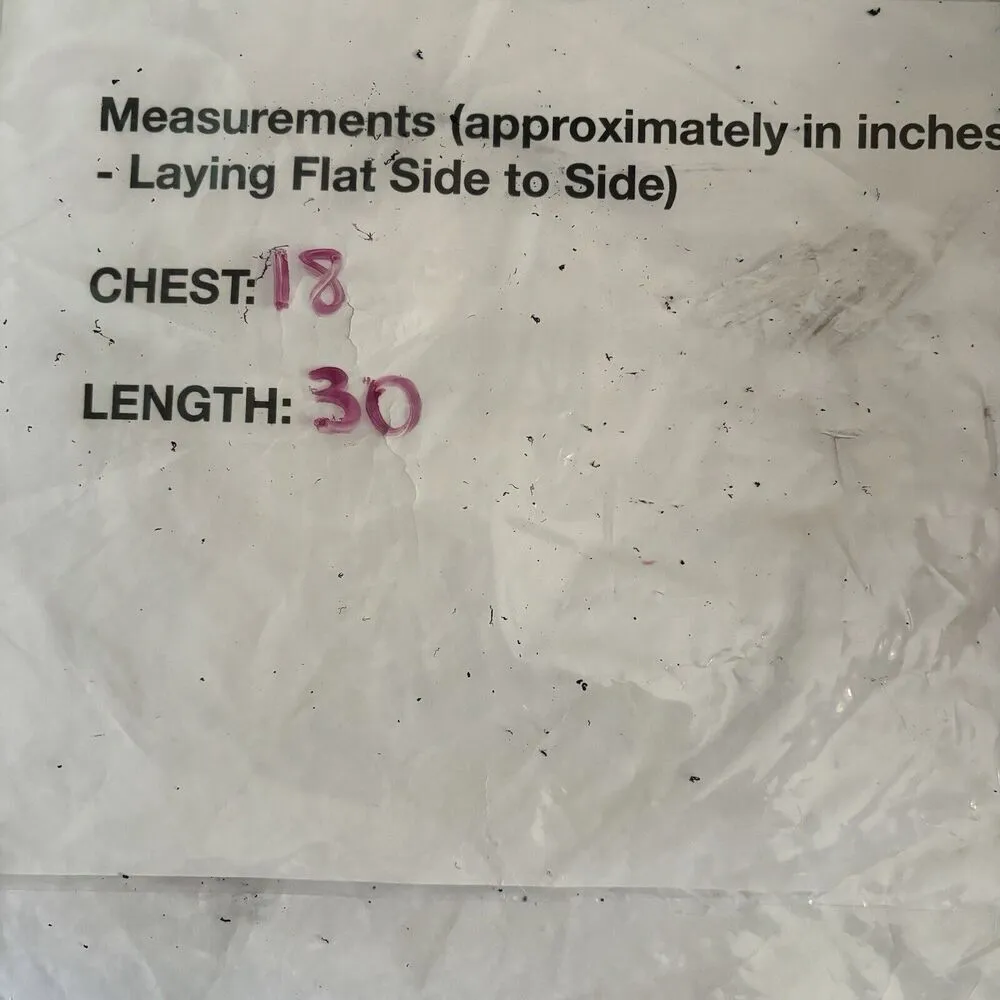 Measurements (approximately in inches
- Laying Flat Side to Side)
CHEST: 18
LENGTH: 30